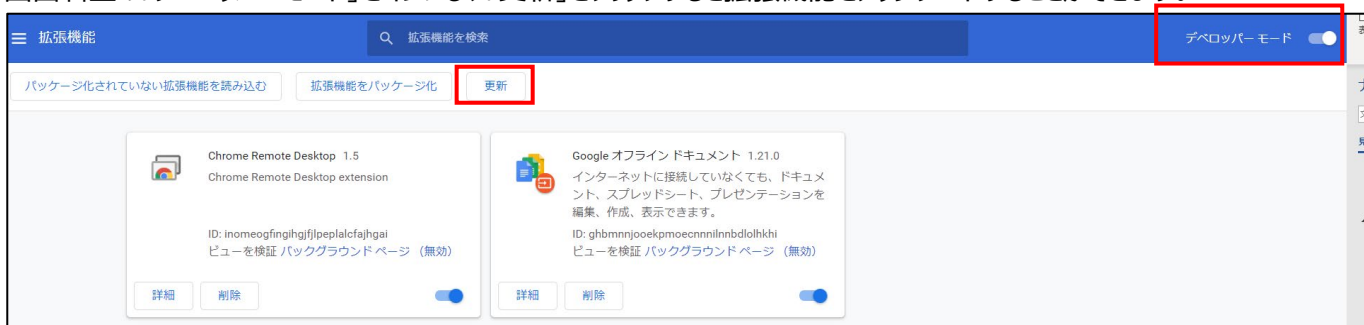 拡張機能
拡張機能を検索
デベロッパー モード
パッケージ化されていない拡張機能を読み込む
拡張機能をパッケージ化
更新
Chrome Remote Desktop 1.5
Chrome Remote Desktop extension
ID: inomeogfingihgjfjlpeplalcfajhgai
ビューを検証 バックグラウンド ページ （無効）
詳細
削除
Google オフライン ドキュメント 1.21.0
インターネットに接続していなくても、ドキュメ
ント、スプレッドシート、プレゼンテーションを
編集、作成、表示できます。
ID: ghbmnnjooekpmoecnnnilnnbdlolhkhi
ビューを検証 バックグラウンド ページ （無効）
詳細
削除